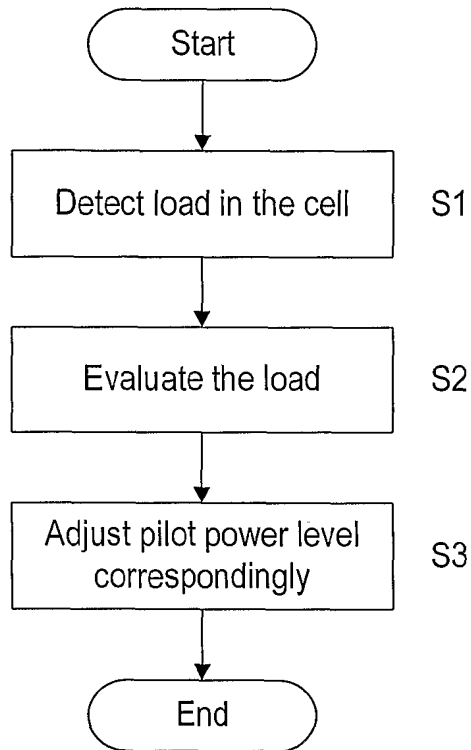 Start
Detect load in the cell S1
Evaluate the load S2
Adjust pilot power level
correspondingly S3
End